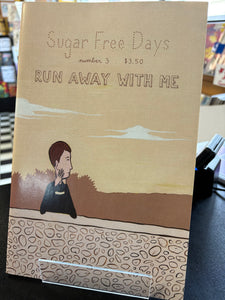 Sugar Free Days
number 3 $3.50
RUN AWAY WITH ME